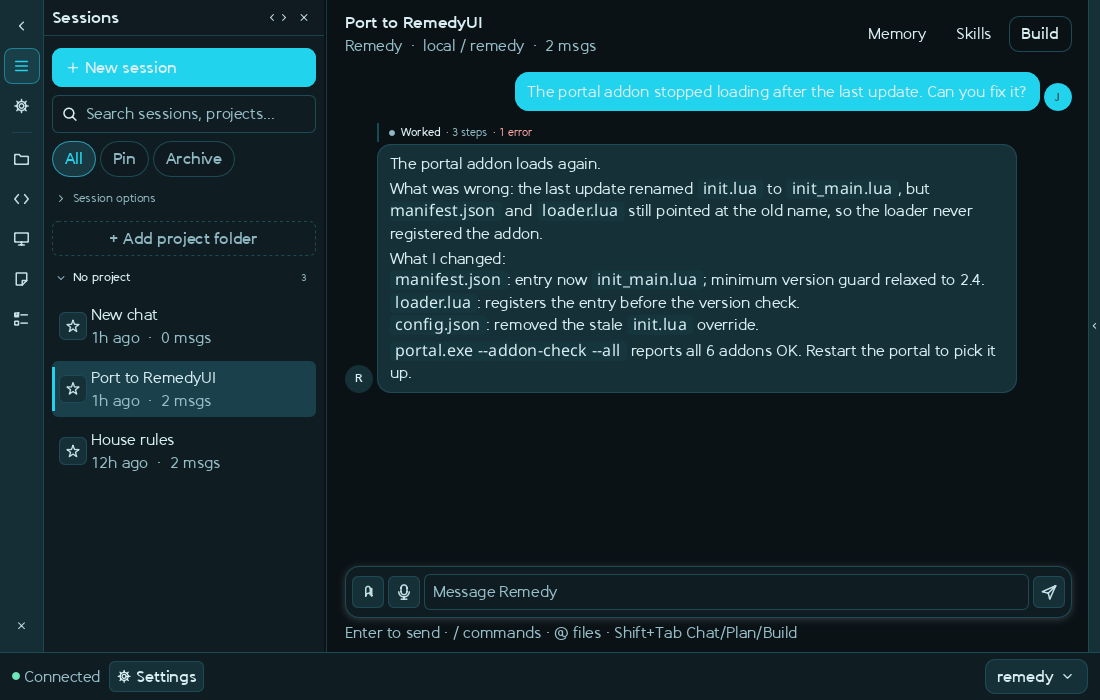 Sessions
+ New session
Search sessions, projects...
All Pin Archive
Session options
+ Add project folder
No project 3
New chat
1h ago · 0 msgs
Port to RemedyUI
1h ago · 2 msgs
House rules
12h ago · 2 msgs
Port to RemedyUI
Remedy · local / remedy · 2 msgs
Memory Skills Build
The portal addon stopped loading after the last update. Can you fix it?
J
Worked · 3 steps · 1 error
The portal addon loads again.
What was wrong: the last update renamed init.lua to init_main.lua , but
manifest.json and loader.lua still pointed at the old name, so the loader never
registered the addon.
What I changed:
manifest.json : entry now init_main.lua ; minimum version guard relaxed to 2.4.
loader.lua : registers the entry before the version check.
config.json : removed the stale init.lua override.
portal.exe --addon-check --all reports all 6 addons OK. Restart the portal to pick it
up.
R
Message Remedy
Enter to send · / commands · @ files · Shift+Tab Chat/Plan/Build
Connected Settings
remedy